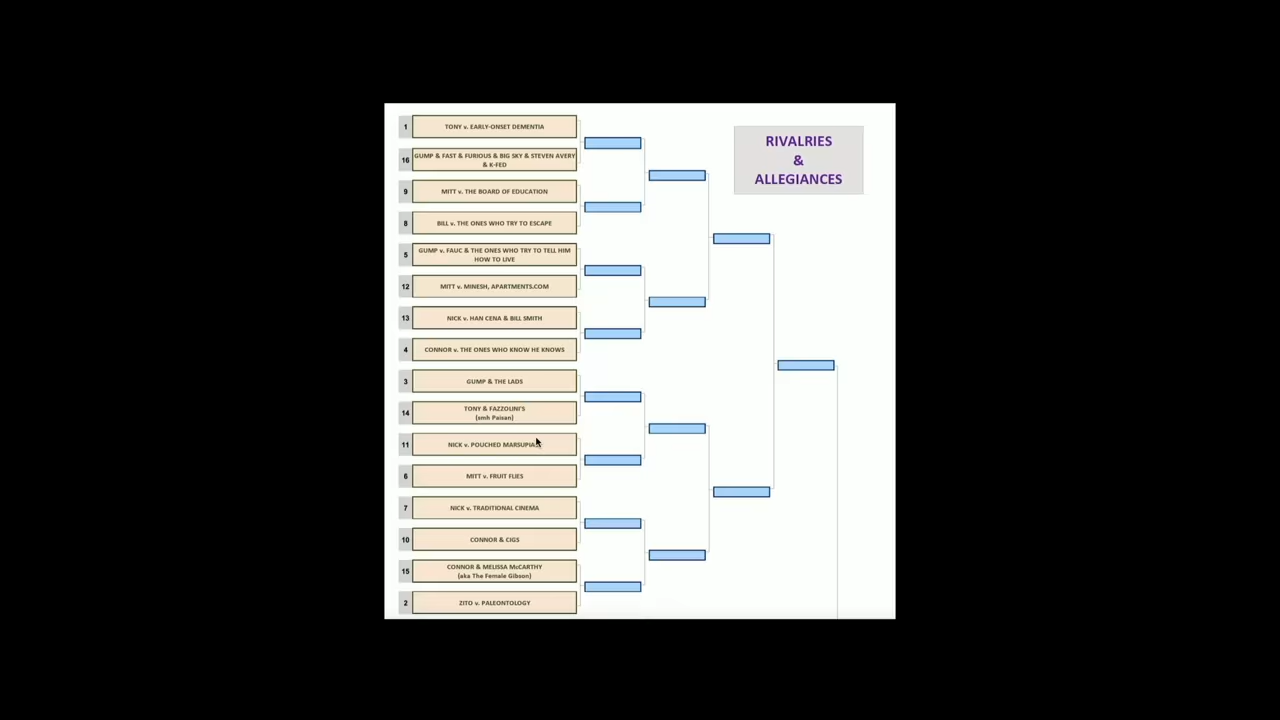 RIVALRIES
&
ALLEGIANCES
1
TONY v. EARLY-ONSET DEMENTIA
16
GUMP & FAST & FURIOUS & BIG SKY & STEVEN AVERY
& K-FED
9
MITT v. THE BOARD OF EDUCATION
8
BILL v. THE ONES WHO TRY TO ESCAPE
5
GUMP v. FAUC & THE ONES WHO TRY TO TELL HIM
HOW TO LIVE
12
MITT v. MINESH, APARTMENTS.COM
13
NICK v. HAN CENA & BILL SMITH
4
CONNOR v. THE ONES WHO KNOW HE KNOWS
3
GUMP & THE LADS
14
TONY & FAZZOLINI'S
(smh Paisan)
11
NICK v. POUCHED
6
MITT v. FRUIT FLIES
7
NICK v. TRADITIONAL CINEMA
10
CONNOR & CIGS
15
CONNOR & MELISSA McCARTHY
(aka The Female Gibson)
2
ZITO v. PALEONTOLOGY